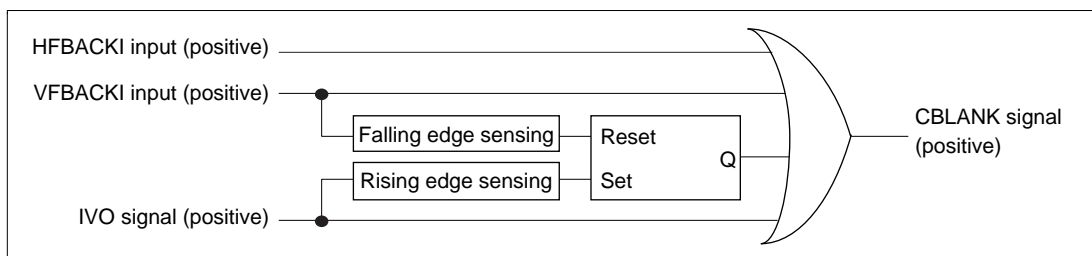 HFBACKI input (positive)
VFBACKI input (positive)
Falling edge sensing
Rising edge sensing
Reset
Q
Set
IVO signal (positive)
CBLANK signal
(positive)